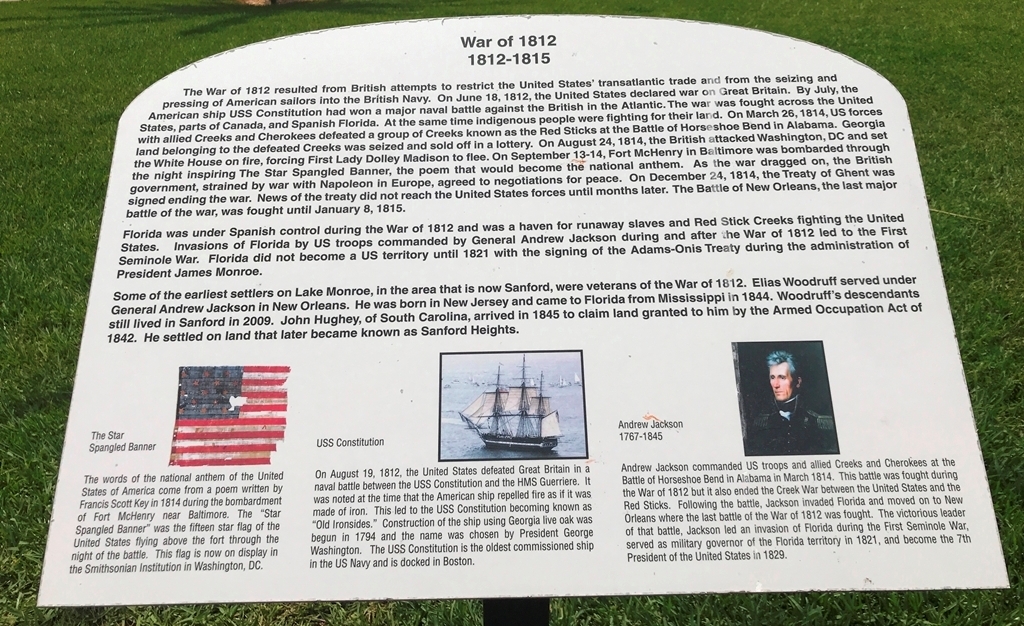 War of 1812
1812-1815
The War of 1812 resulted from British attempts to restrict the United States' transatlantic trade and from the seizing and
pressing of American sailors into the British Navy. On June 18, 1812, the United States declared war on Great Britain. By July, the
American ship USS Constitution had won a major naval battle against the British in the Atlantic. The war was fought across the United
States, parts of Canada, and Spanish Florida. At the same time indigenous people were fighting for their land. On March 26, 1814, US forces
with allied Creeks and Cherokees defeated a group of Creeks known as the Red Sticks at the Battle of Horseshoe Bend in Alabama. Georgia
land belonging to the defeated Creeks was seized and sold off in a lottery. On August 24, 1814, the British attacked Washington, DC and set
the White House on fire, forcing First Lady Dolley Madison to flee. On September 13-14, Fort McHenry in Baltimore was bombarded through
the night inspiring The Star Spangled Banner, the poem that would become the national anthem. As the war dragged on, the British
government, strained by war with Napoleon in Europe, agreed to negotiations for peace. On December 24, 1814, the Treaty of Ghent was
signed ending the war. News of the treaty did not reach the United States forces until months later. The Battle of New Orleans, the last major
battle of the war, was fought until January 8, 1815.
Florida was under Spanish control during the War of 1812 and was a haven for runaway slaves and Red Stick Creeks fighting the United
States. Invasions of Florida by US troops commanded by General Andrew Jackson during and after the War of 1812 led to the First
Seminole War. Florida did not become a US territory until 1821 with the signing of the Adams-Onis Treaty during the administration of
President James Monroe.
Some of the earliest settlers on Lake Monroe, in the area that is now Sanford, were veterans of the War of 1812. Elias Woodruff served under
General Andrew Jackson in New Orleans. He was born in New Jersey and came to Florida from Mississippi in 1844. Woodruff's descendants
still lived in Sanford in 2009. John Hughey, of South Carolina, arrived in 1845 to claim land granted to him by the Armed Occupation Act of
1842. He settled on land that later became known as Sanford Heights.
The Star
Spangled Banner
The words of the national anthem of the United
States of America come from a poem written by
Francis Scott Key in 1814 during the bombardment
of Fort McHenry near Baltimore. The "Star
Spangled Banner" was the fifteen star flag of the
United States flying above the fort through the
night of the battle. This flag is now on display in
the Smithsonian Institution in Washington, DC.
USS Constitution
On August 19, 1812, the United States defeated Great Britain in a
naval battle between the USS Constitution and the HMS Guerriere. It
was noted at the time that the American ship repelled fire as if it was
made of iron. This led to the USS Constitution becoming known as
"Old Ironsides." Construction of the ship using Georgia live oak was
begun in 1794 and the name was chosen by President George
Washington. The USS Constitution is the oldest commissioned ship
in the US Navy and is docked in Boston.
Andrew Jackson
1767-1845
Andrew Jackson commanded US troops and allied Creeks and Cherokees at the
Battle of Horseshoe Bend in Alabama in March 1814. This battle was fought during
the War of 1812 but it also ended the Creek War between the United States and the
Red Sticks. Following the battle, Jackson invaded Florida and moved on to New
Orleans where the last battle of the War of 1812 was fought. The victorious leader
of that battle, Jackson led an invasion of Florida during the First Seminole War,
served as military governor of the Florida territory in 1821, and become the 7th
President of the United States in 1829.